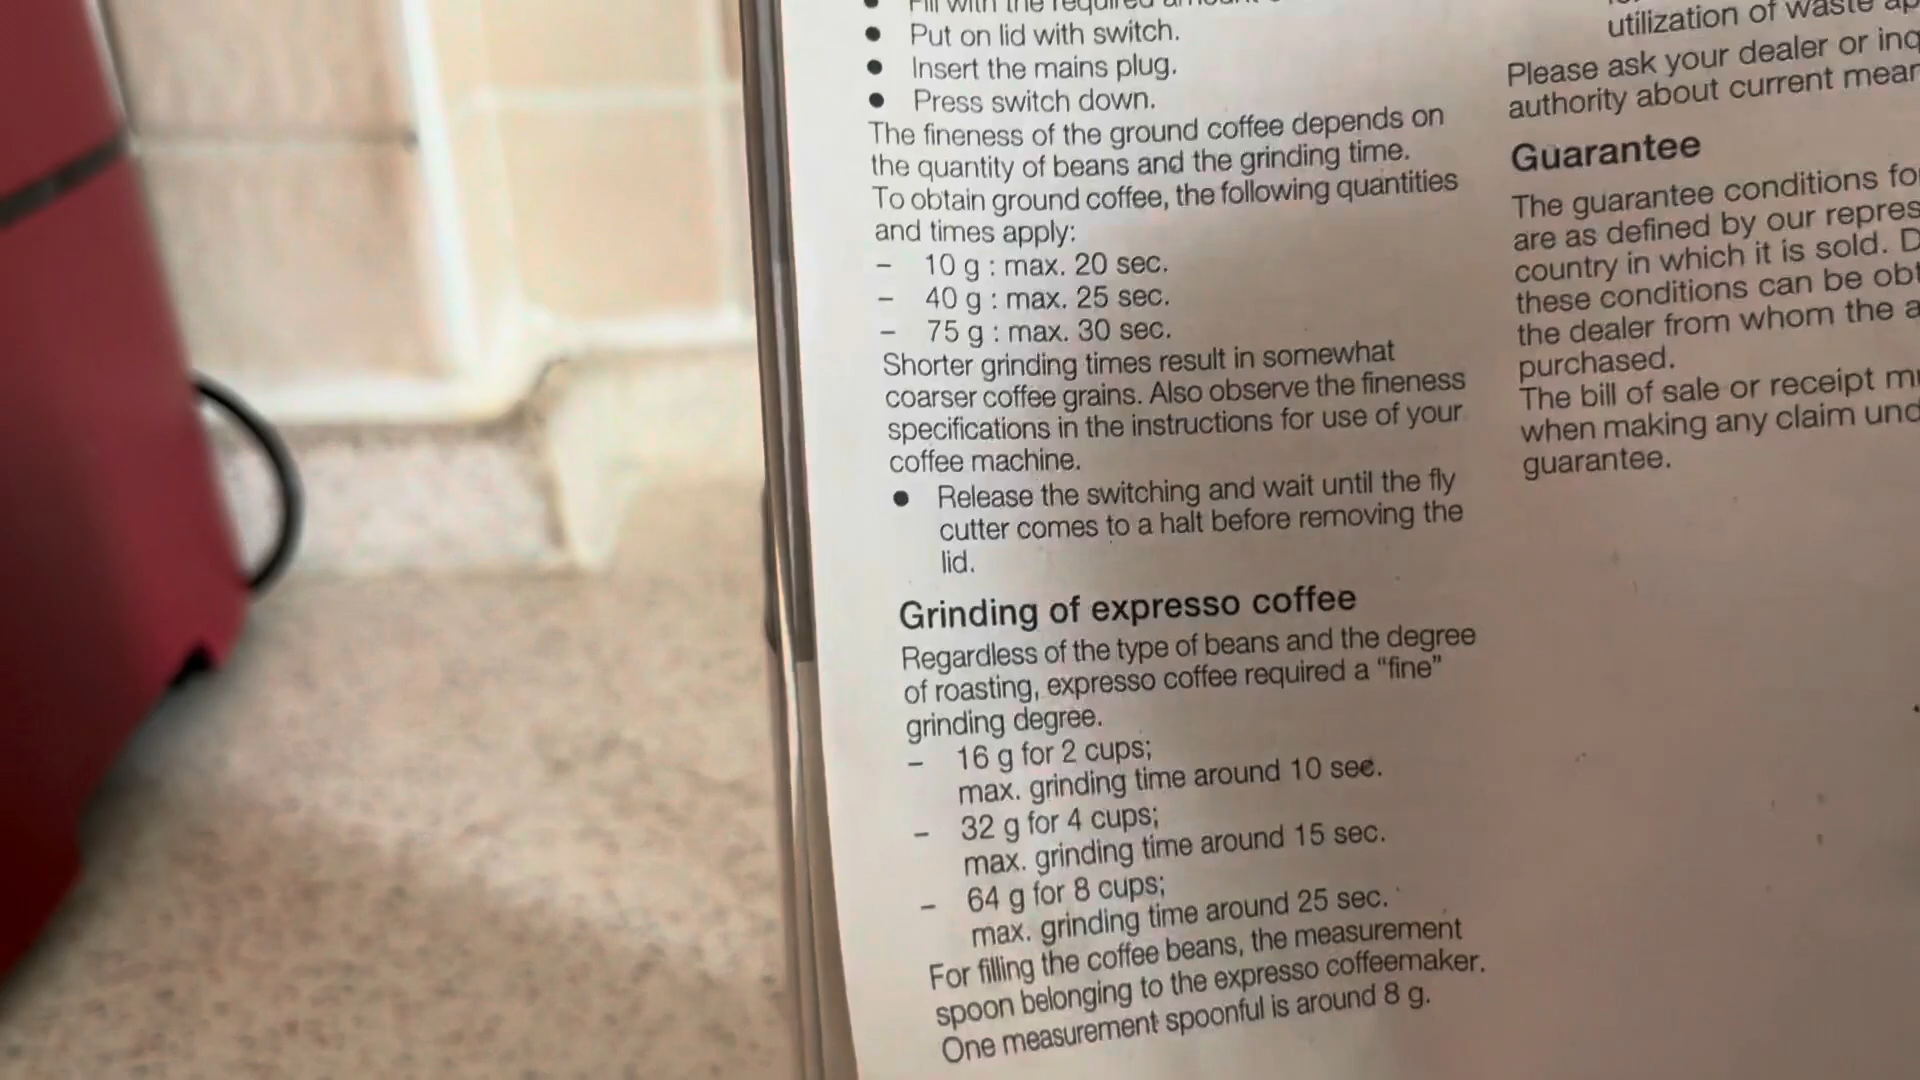 Fill with the required amount
● Put on lid with switch.
● Insert the mains plug.
● Press switch down.
The fineness of the ground coffee depends on
the quantity of beans and the grinding time.
To obtain ground coffee, the following quantities
and times apply:
– 10 g : max. 20 sec.
– 40 g : max. 25 sec.
– 75 g : max. 30 sec.
Shorter grinding times result in somewhat
coarser coffee grains. Also observe the fineness
specifications in the instructions for use of your
coffee machine.
● Release the switching and wait until the fly
cutter comes to a halt before removing the
lid.
Grinding of expresso coffee
Regardless of the type of beans and the degree
of roasting, expresso coffee required a “fine”
grinding degree.
– 16 g for 2 cups;
max. grinding time around 10 sec.
– 32 g for 4 cups;
max. grinding time around 15 sec.
– 64 g for 8 cups;
max. grinding time around 25 sec.
For filling the coffee beans, the measurement
spoon belonging to the expresso coffeemaker.
One measurement spoonful is around 8 g.
utilization of waste
Please ask your dealer or
authority about current
Guarantee
The guarantee conditions
are as defined by our
country in which it is sold.
these conditions can be
the dealer from whom the
purchased.
The bill of sale or receipt
when making any claim
guarantee.